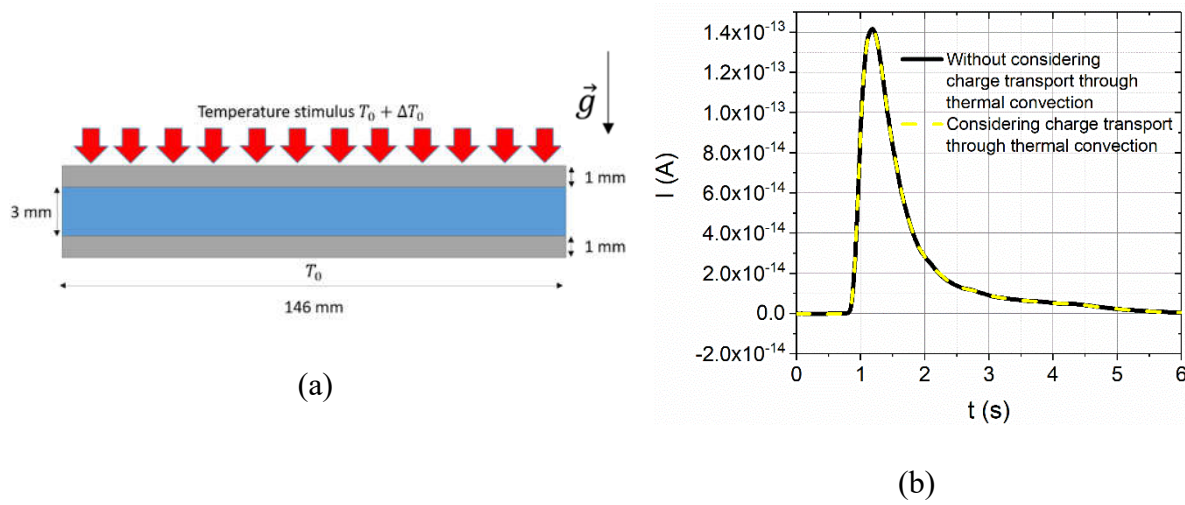 Temperature stimulus T₀ + ΔT₀
g⃗
1 mm
3 mm
1 mm
T₀
146 mm
(a)
I (A)
1.4x10⁻¹³
1.2x10⁻¹³
1.0x10⁻¹³
8.0x10⁻¹⁴
6.0x10⁻¹⁴
4.0x10⁻¹⁴
2.0x10⁻¹⁴
0.0
-2.0x10⁻¹⁴
Without considering
charge transport through
thermal convection
Considering charge transport
through thermal convection
0 1 2 3 4 5 6
t (s)
(b)